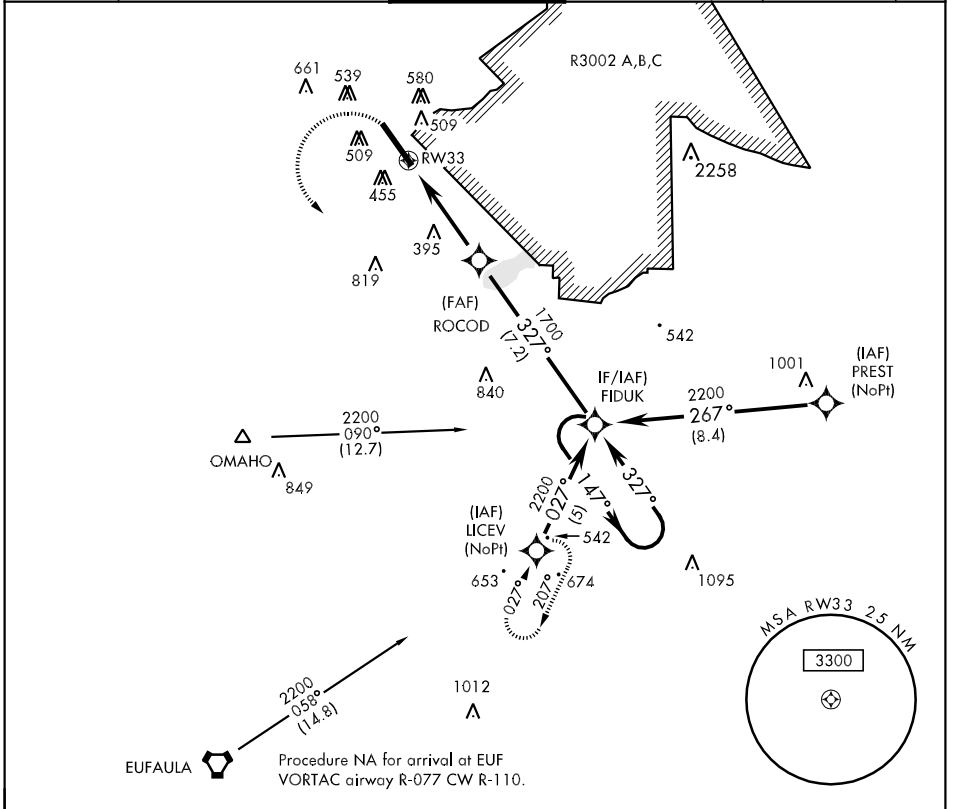 R3002 A,B,C
661
539
580
509
509
RW33
455
2258
395
819
(FAF)
ROCOD
1700
327°
(7.2)
542
840
IF/IAF)
FIDUK
1001
(IAF)
PREST
(NoPt)
2200
267°
(8.4)
2200
090°
(12.7)
OMAHO
849
2200
027°
(5)
147°
327°
(IAF)
LICEV
(NoPt)
542
653
674
027°
207°
1095
MSA RW33 25 NM
3300
2200
058°
(14.8)
1012
EUFAULA
Procedure NA for arrival at EUF
VORTAC airway R-077 CW R-110.